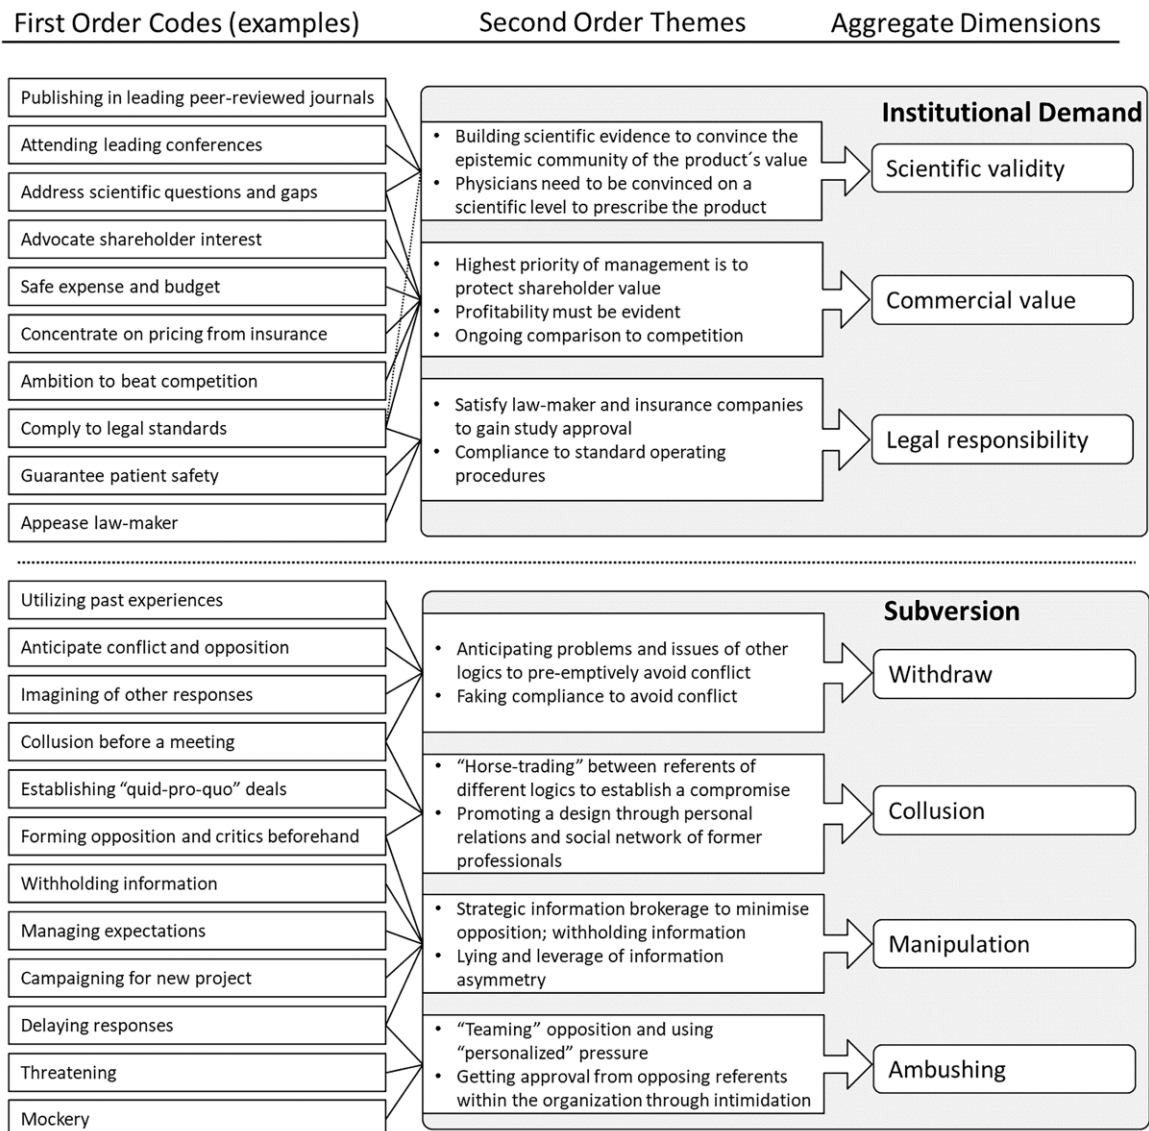 First Order Codes (examples)
Second Order Themes
Aggregate Dimensions
Publishing in leading peer-reviewed journals
Attending leading conferences
Address scientific questions and gaps
Advocate shareholder interest
Safe expense and budget
Concentrate on pricing from insurance
Ambition to beat competition
Comply to legal standards
Guarantee patient safety
Appease law-maker
• Building scientific evidence to convince the
epistemic community of the product´s value
• Physicians need to be convinced on a
scientific level to prescribe the product
• Highest priority of management is to
protect shareholder value
• Profitability must be evident
• Ongoing comparison to competition
• Satisfy law-maker and insurance companies
to gain study approval
• Compliance to standard operating
procedures
Institutional Demand
Scientific validity
Commercial value
Legal responsibility
Utilizing past experiences
Anticipate conflict and opposition
Imagining of other responses
Collusion before a meeting
Establishing “quid-pro-quo” deals
Forming opposition and critics beforehand
Withholding information
Managing expectations
Campaigning for new project
Delaying responses
Threatening
Mockery
• Anticipating problems and issues of other
logics to pre-emptively avoid conflict
• Faking compliance to avoid conflict
• “Horse-trading” between referents of
different logics to establish a compromise
• Promoting a design through personal
relations and social network of former
professionals
• Strategic information brokerage to minimise
opposition; withholding information
• Lying and leverage of information
asymmetry
• “Teaming” opposition and using
“personalized” pressure
• Getting approval from opposing referents
within the organization through intimidation
Subversion
Withdraw
Collusion
Manipulation
Ambushing